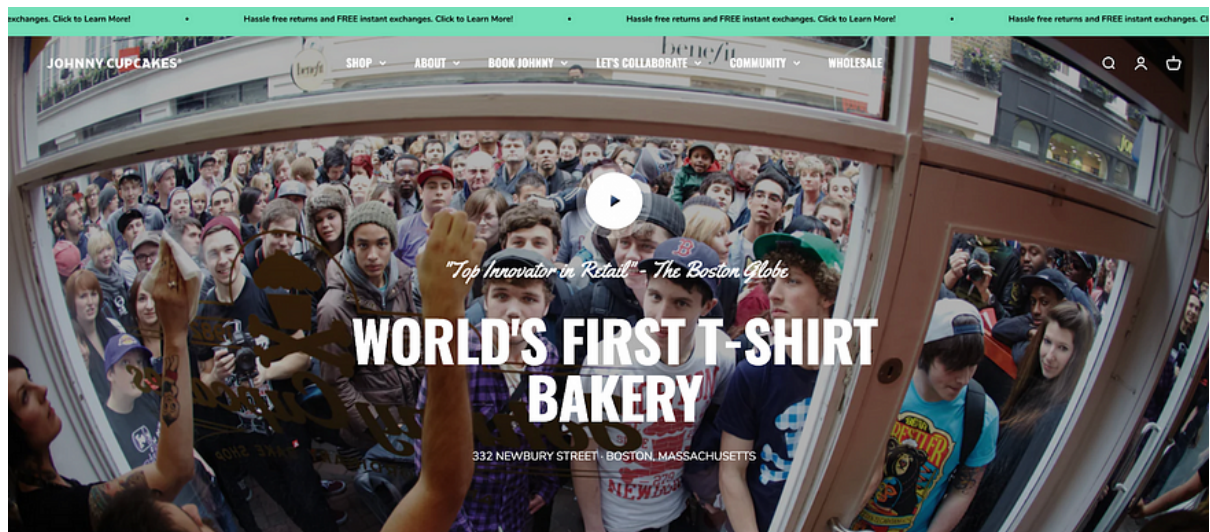 exchanges. Click to Learn More! • Hassle free returns and FREE instant exchanges. Click to Learn More! • Hassle free returns and FREE instant exchanges. Click to Learn More! • Hassle free returns and FREE instant exchanges.
benefit
JOHNNY CUPCAKES® SHOP ABOUT BOOK JOHNNY LET'S COLLABORATE COMMUNITY WHOLESALE
benefit
"Top Innovator in Retail" - The Boston Globe
WORLD'S FIRST T-SHIRT
BAKERY
332 NEWBURY STREET · BOSTON, MASSACHUSETTS